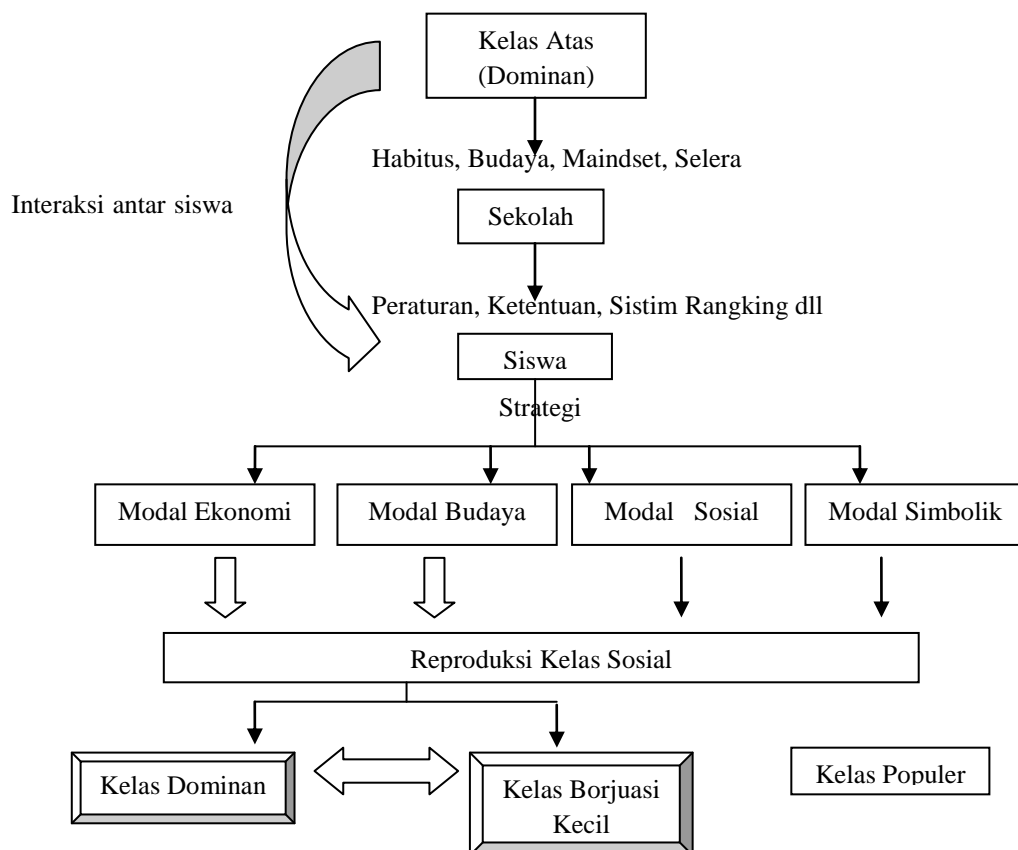 Kelas Atas
(Dominan)
Habitus, Budaya, Maindset, Selera
Interaksi antar siswa
Sekolah
Peraturan, Ketentuan, Sistim Rangking dll
Siswa
Strategi
Modal Ekonomi
Modal Budaya
Modal Sosial
Modal Simbolik
Reproduksi Kelas Sosial
Kelas Dominan
Kelas Borjuasi
Kecil
Kelas Populer